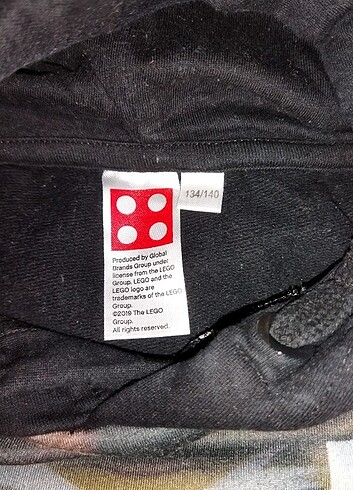 134/140
Produced by Global
Brands Group under
license from the LEGO
Group. LEGO and the
LEGO logo are
trademarks of the LEGO
Group.
©2019 The LEGO
Group.
All rights reserved.